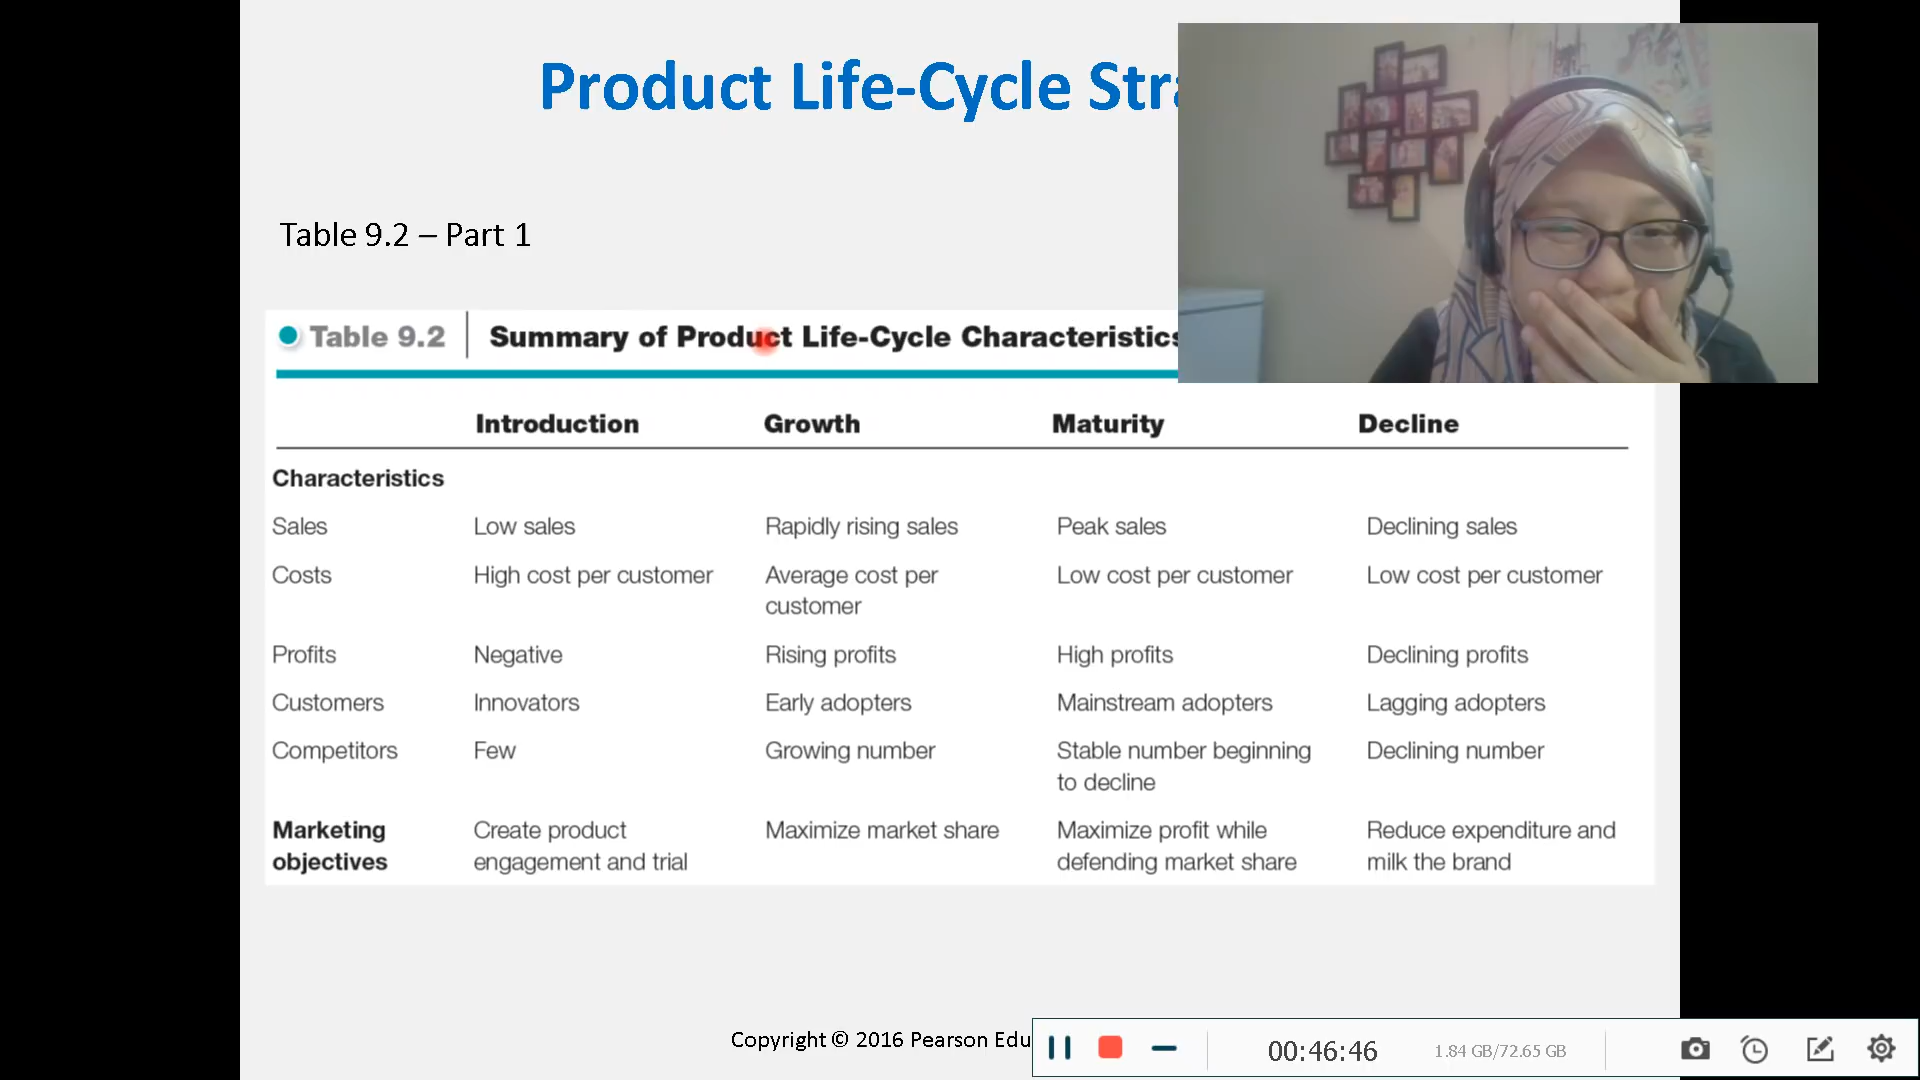 Product Life-Cycle
Table 9.2 – Part 1
Table 9.2 Summary of Product Life-Cycle Characteristics
Introduction Growth Maturity Decline
Characteristics
Sales Low sales Rapidly rising sales Peak sales Declining sales
Costs High cost per customer Average cost per customer Low cost per customer Low cost per customer
Profits Negative Rising profits High profits Declining profits
Customers Innovators Early adopters Mainstream adopters Lagging adopters
Competitors Few Growing number Stable number beginning to decline Declining number
Marketing objectives Create product engagement and trial Maximize market share Maximize profit while defending market share Reduce expenditure and milk the brand
Copyright © 2016 Pearson Edu
00:46:46 1.84 GB/72.65 GB